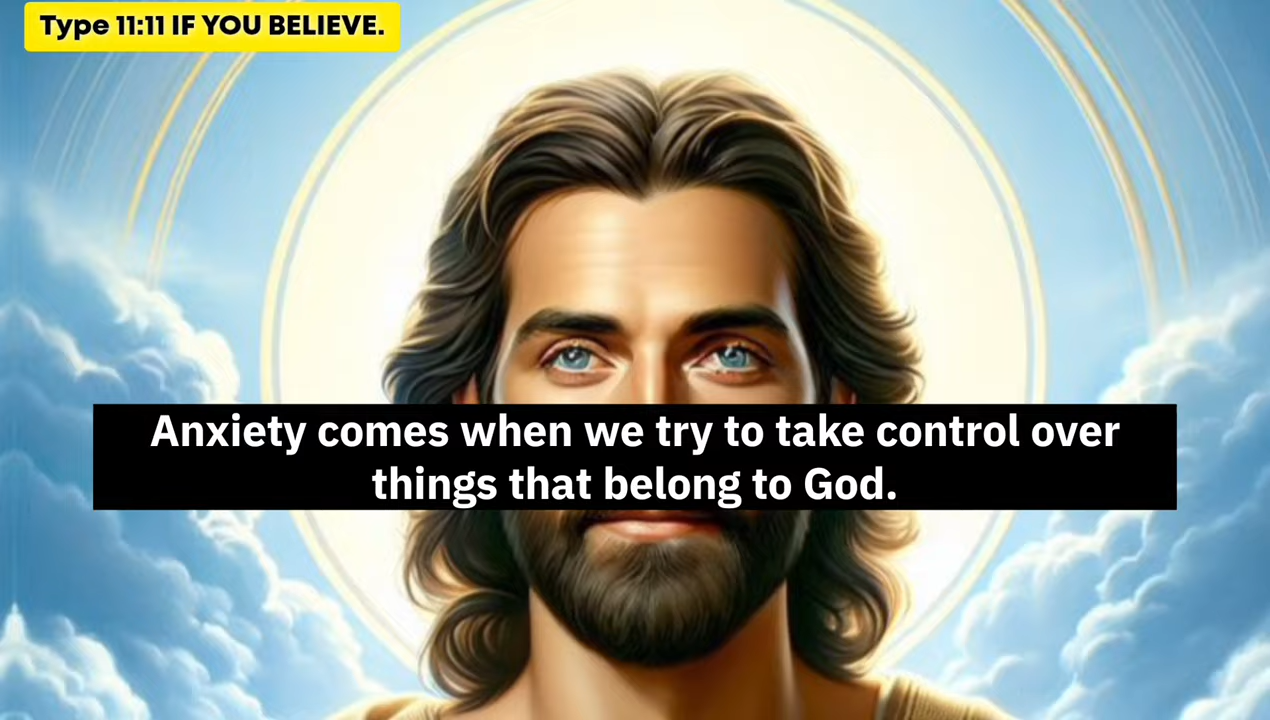 Type 11:11 IF YOU BELIEVE.
Anxiety comes when we try to take control over
things that belong to God.